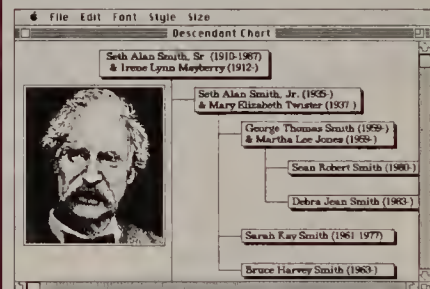 File Edit Font Style Size
Descendant Chart
Seth Alan Smith, Sr (1910-1987)
& Irene Lynn Mayberry (1912-)
Seth Alan Smith, Jr. (1935-)
& Mary Elizabeth Twister (1937 )
George Thomas Smith (1959-)
& Martha Lee Jones (1959-)
Sean Robert Smith (1980-)
Debra Jean Smith (1983-)
Sarah Kay Smith (1961 1977)
Bruce Harvey Smith (1963-)